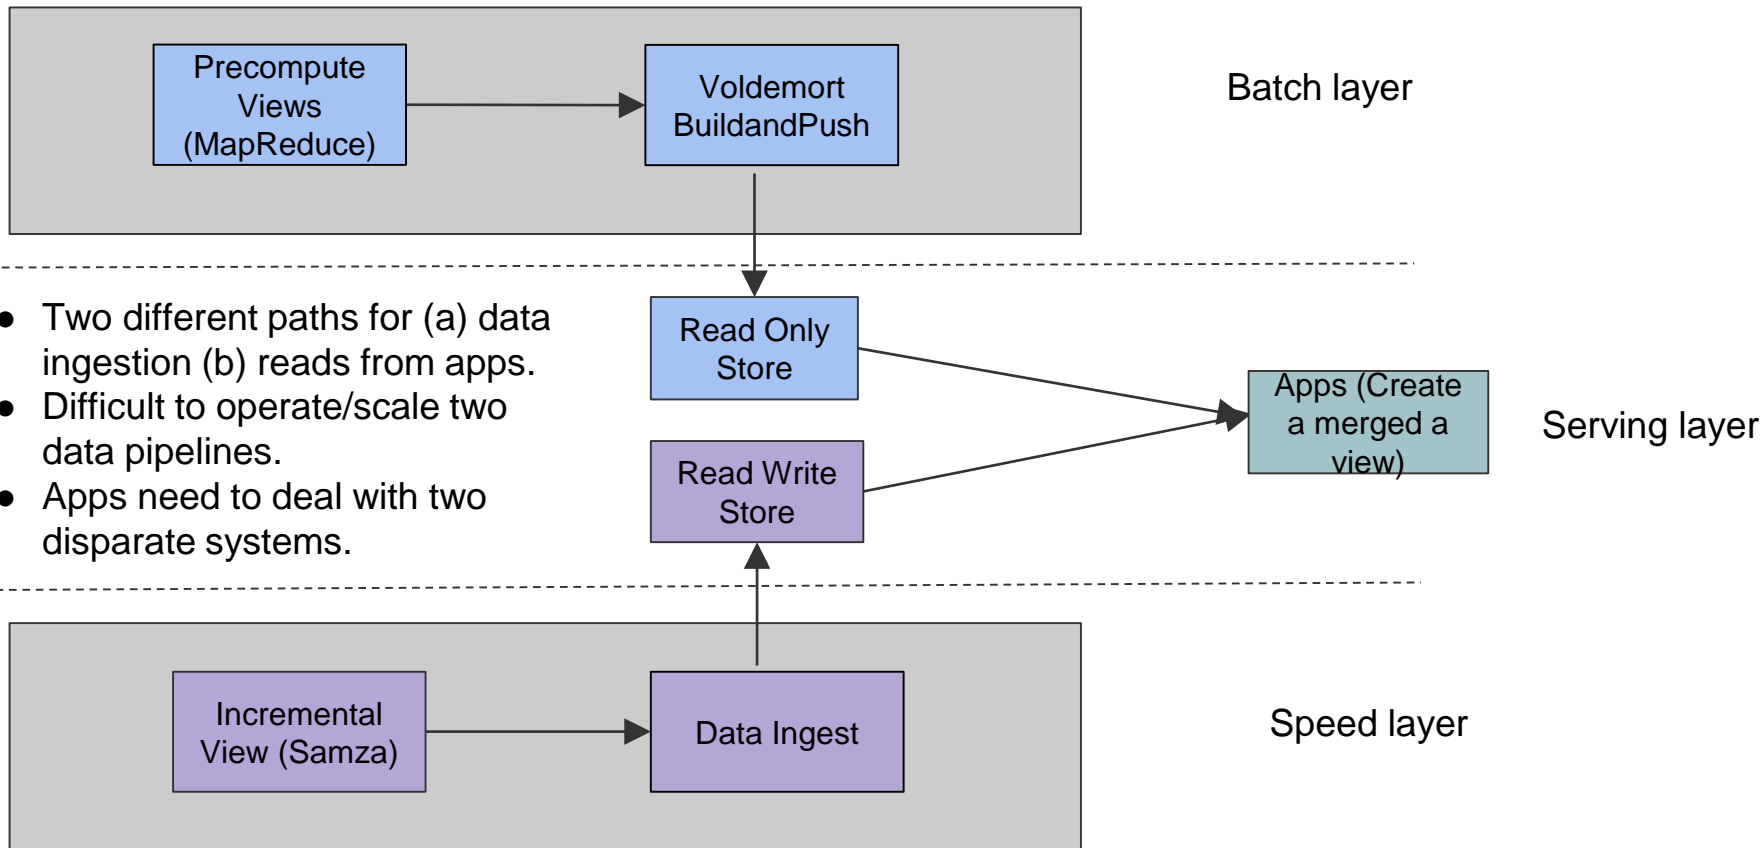 Precompute
Views
(MapReduce)
Voldemort
BuildandPush
Batch layer
● Two different paths for (a) data
ingestion (b) reads from apps.
● Difficult to operate/scale two
data pipelines.
● Apps need to deal with two
disparate systems.
Read Only
Store
Read Write
Store
Apps (Create
a merged a
view)
Serving layer
Incremental
View (Samza)
Data Ingest
Speed layer